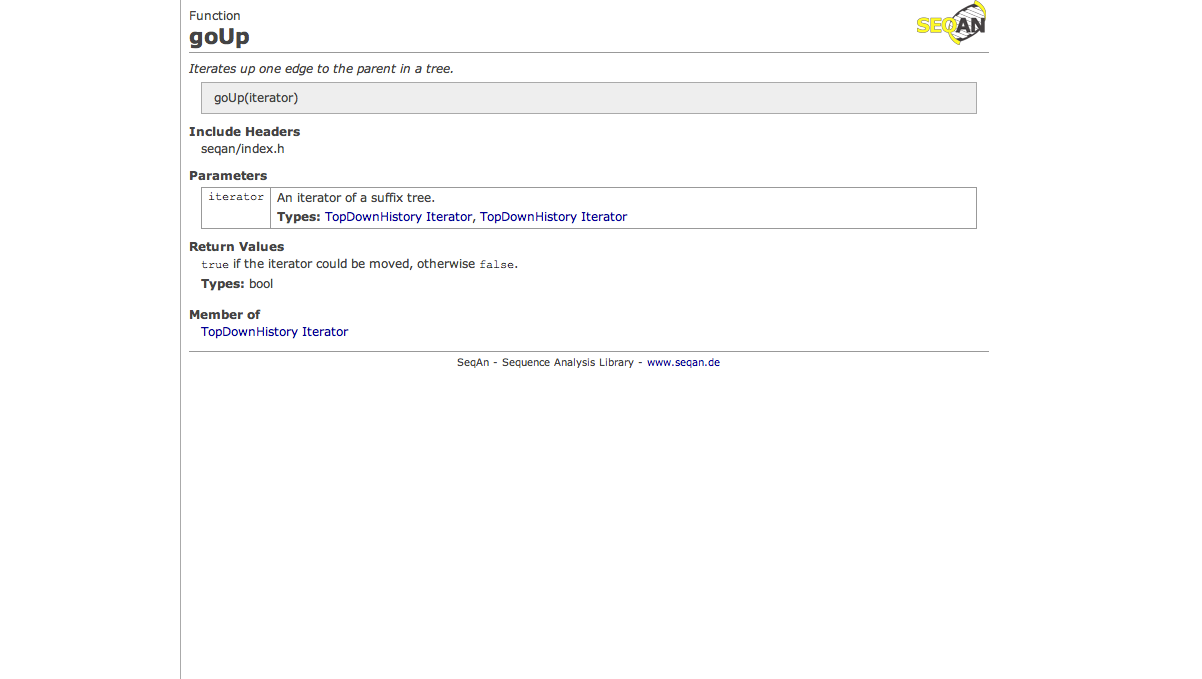 Function
goUp
SEQAN
Iterates up one edge to the parent in a tree.
goUp(iterator)
Include Headers
seqan/index.h
Parameters
iterator An iterator of a suffix tree.
Types: TopDownHistory Iterator, TopDownHistory Iterator
Return Values
true if the iterator could be moved, otherwise false.
Types: bool
Member of
TopDownHistory Iterator
SeqAn - Sequence Analysis Library - www.seqan.de